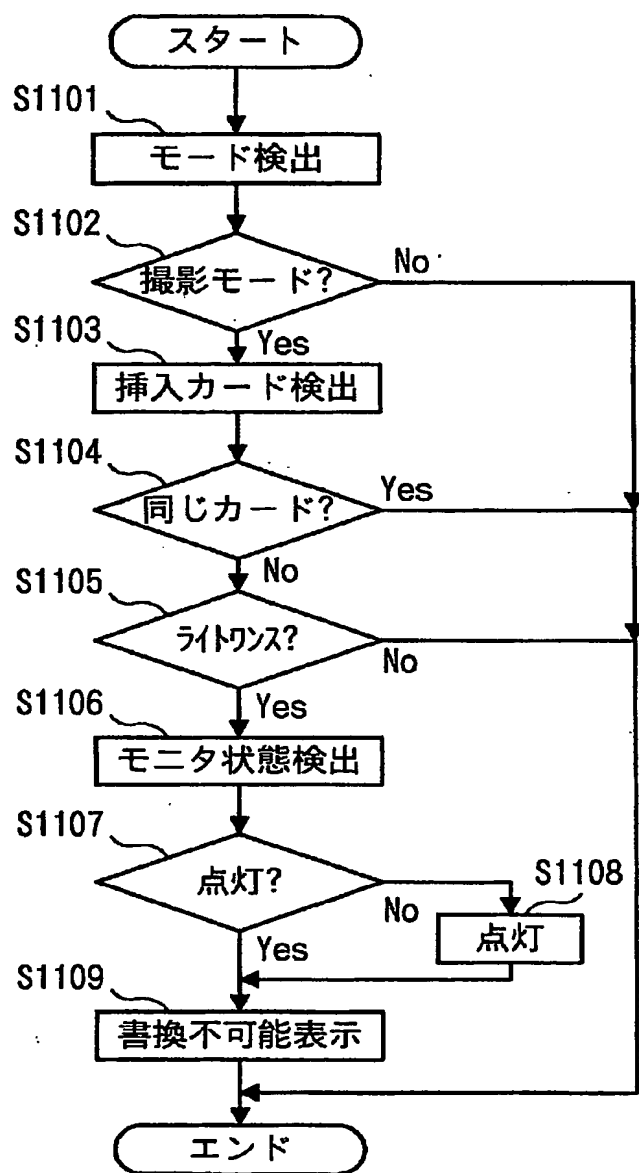 スタート
S1101
モード検出
S1102
撮影モード?
No
Yes
S1103
挿入カード検出
S1104
同じカード?
Yes
No
S1105
ライトワンス?
No
Yes
S1106
モニタ状態検出
S1107
点灯?
No
Yes
S1108
点灯
S1109
書換不可能表示
エンド